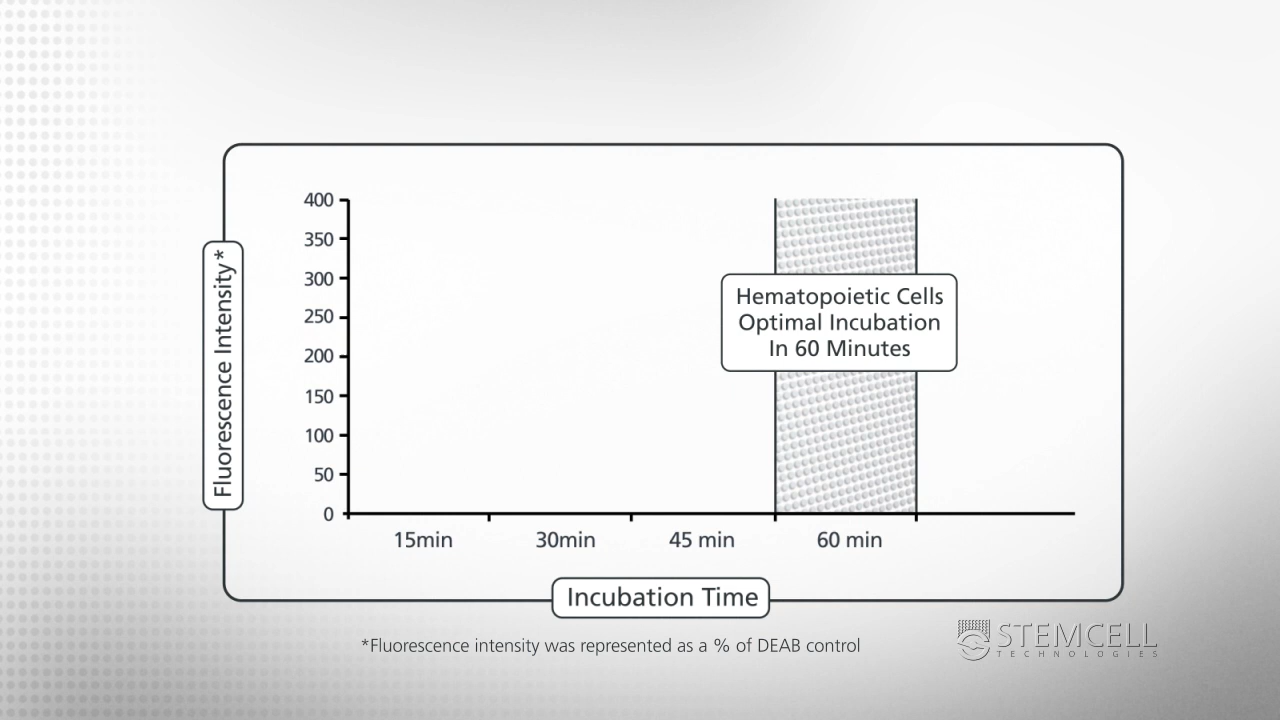 400
350
300
250
200
150
100
50
0
Fluorescence Intensity*
Hematopoietic Cells
Optimal Incubation
In 60 Minutes
15min 30min 45 min 60 min
Incubation Time
*Fluorescence intensity was represented as a % of DEAB control
STEMCELL
TECHNOLOGIES